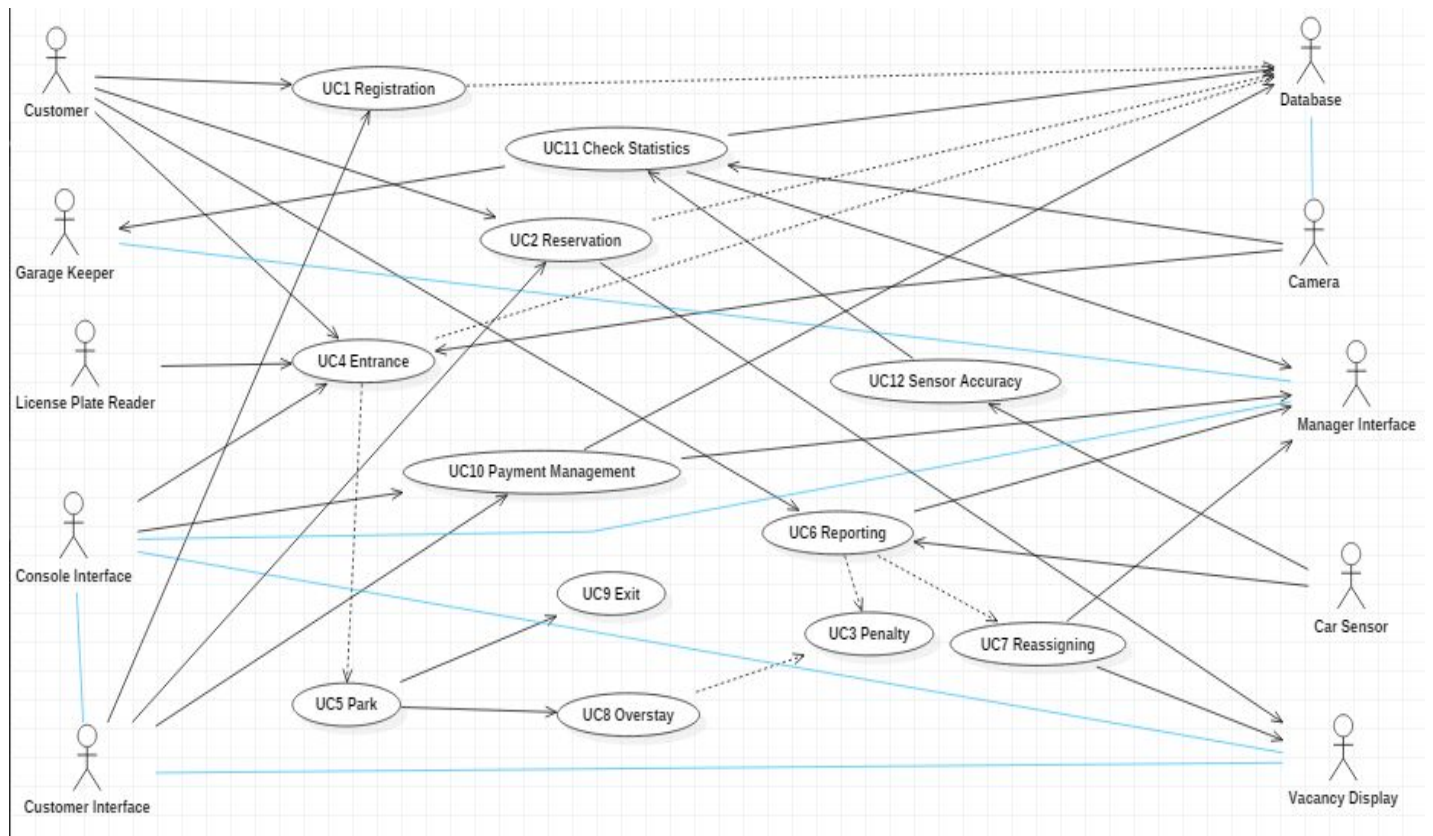 Customer
UC1 Registration
Database
UC11 Check Statistics
Garage Keeper
UC2 Reservation
Camera
License Plate Reader
UC4 Entrance
UC12 Sensor Accuracy
Manager Interface
UC10 Payment Management
Console Interface
UC6 Reporting
UC9 Exit
UC3 Penalty
UC7 Reassigning
Car Sensor
UC5 Park
UC8 Overstay
Customer Interface
Vacancy Display